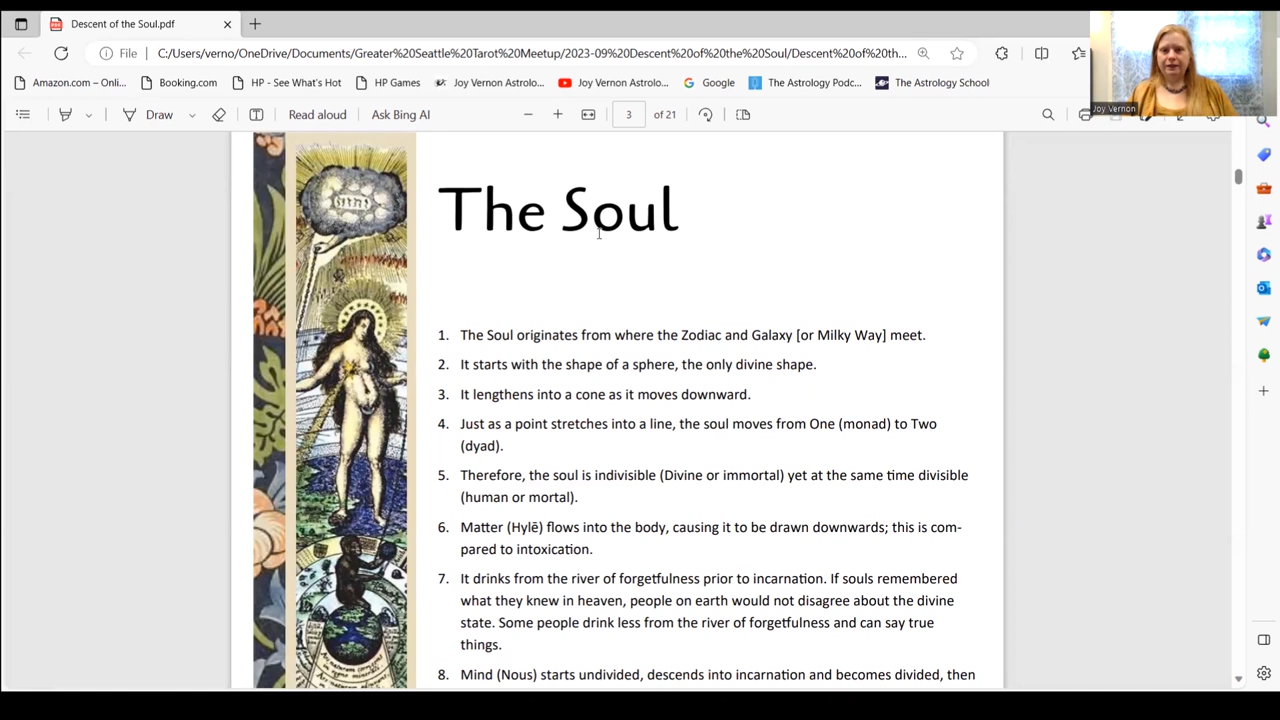 Descent of the Soul.pdf
File
C:/Users/verno/OneDrive/Documents/Greater%20Seattle%20Tarot%20Meetup/2023-09%20Descent%20of%20the%20Soul/Descent%20of%20th...
Amazon.com – Onli...
Booking.com
HP - See What's Hot
HP Games
Joy Vernon Astrolo...
Joy Vernon Astrolo...
Google
The Astrology Podc...
The Astrology School
Joy Vernon
Draw
Read aloud
Ask Bing AI
3
of 21
The Soul
1. The Soul originates from where the Zodiac and Galaxy [or Milky Way] meet.
2. It starts with the shape of a sphere, the only divine shape.
3. It lengthens into a cone as it moves downward.
4. Just as a point stretches into a line, the soul moves from One (monad) to Two
(dyad).
5. Therefore, the soul is indivisible (Divine or immortal) yet at the same time divisible
(human or mortal).
6. Matter (Hylē) flows into the body, causing it to be drawn downwards; this is com-
pared to intoxication.
7. It drinks from the river of forgetfulness prior to incarnation. If souls remembered
what they knew in heaven, people on earth would not disagree about the divine
state. Some people drink less from the river of forgetfulness and can say true
things.
8. Mind (Nous) starts undivided, descends into incarnation and becomes divided, then